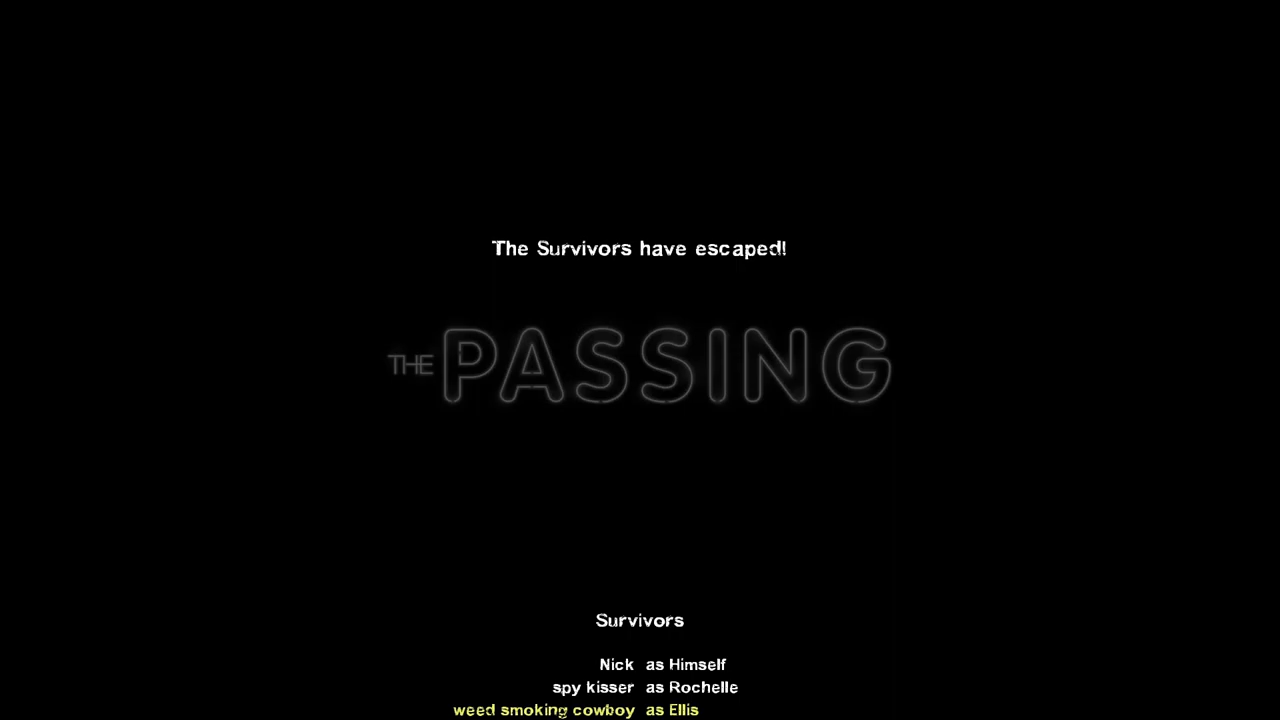 The Survivors have escaped!
THE PASSING
Survivors
Nick as Himself
spy kisser as Rochelle
weed smoking cowboy as Ellis